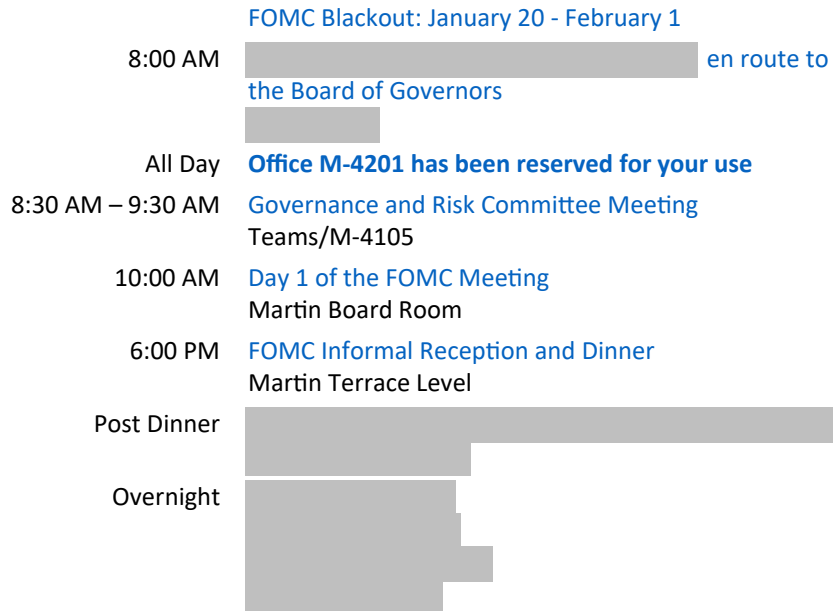 FOMC Blackout: January 20 - February 1
8:00 AM en route to
the Board of Governors
All Day Office M-4201 has been reserved for your use
8:30 AM – 9:30 AM Governance and Risk Committee Meeting
Teams/M-4105
10:00 AM Day 1 of the FOMC Meeting
Martin Board Room
6:00 PM FOMC Informal Reception and Dinner
Martin Terrace Level
Post Dinner
Overnight